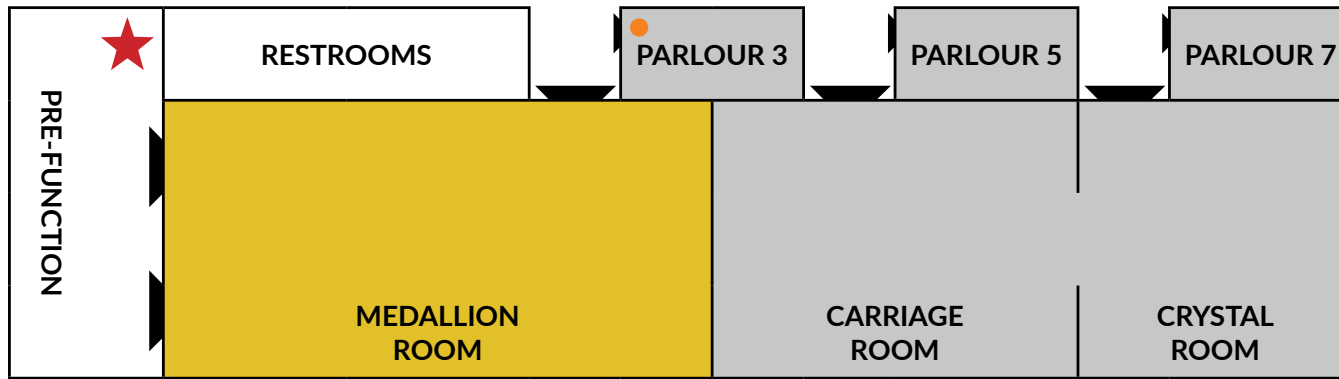 PRE-FUNCTION
RESTROOMS
PARLOUR 3
PARLOUR 5
PARLOUR 7
MEDALLION
ROOM
CARRIAGE
ROOM
CRYSTAL
ROOM